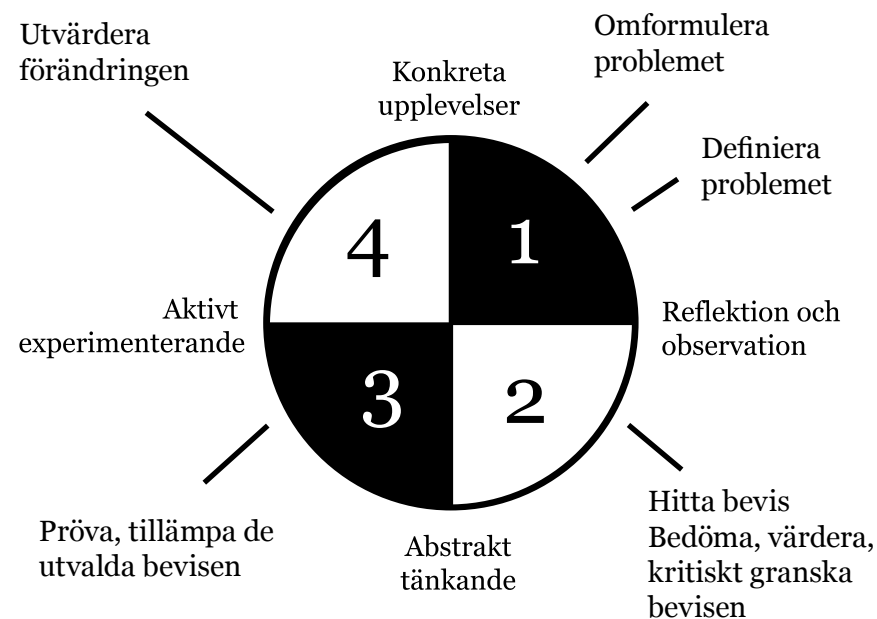 Utvärdera
förändringen
Konkreta
upplevelser
Omformulera
problemet
Definiera
problemet
4
1
Aktivt
experimenterande
Reflektion och
observation
3
2
Pröva, tillämpa de
utvalda bevisen
Abstrakt
tänkande
Hitta bevis
Bedöma, värdera,
kritiskt granska
bevisen